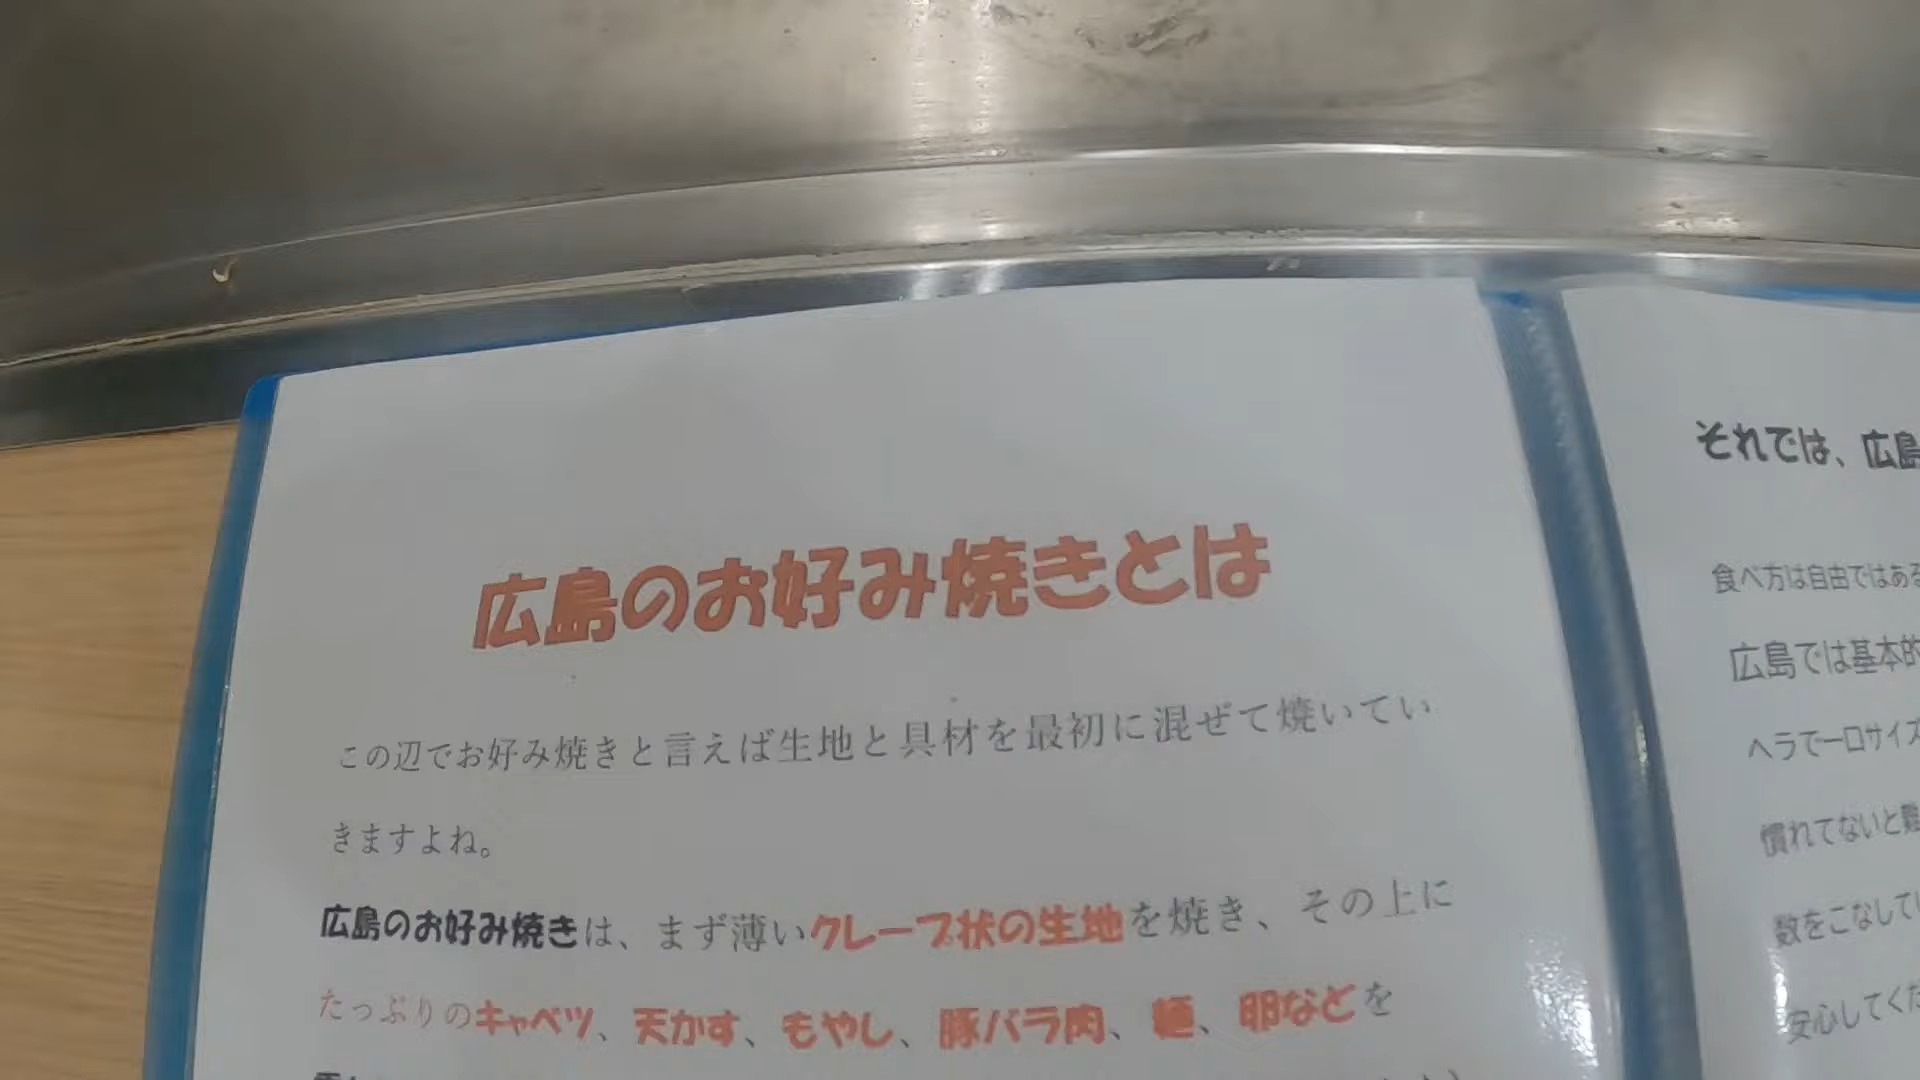 広島のお好み焼きとは
この辺でお好み焼きと言えば生地と具材を最初に混ぜて焼いてい
きますよね。
広島のお好み焼きは、まず薄いクレープ状の生地を焼き、その上に
たっぷりのキャベツ、天かす、もやし、豚バラ肉、麺、卵などを
それでは、広島
食べ方は自由ではある
広島では基本的
ヘラで一口サイズ
慣れてないと難
数をこなしてい
安心してくだ